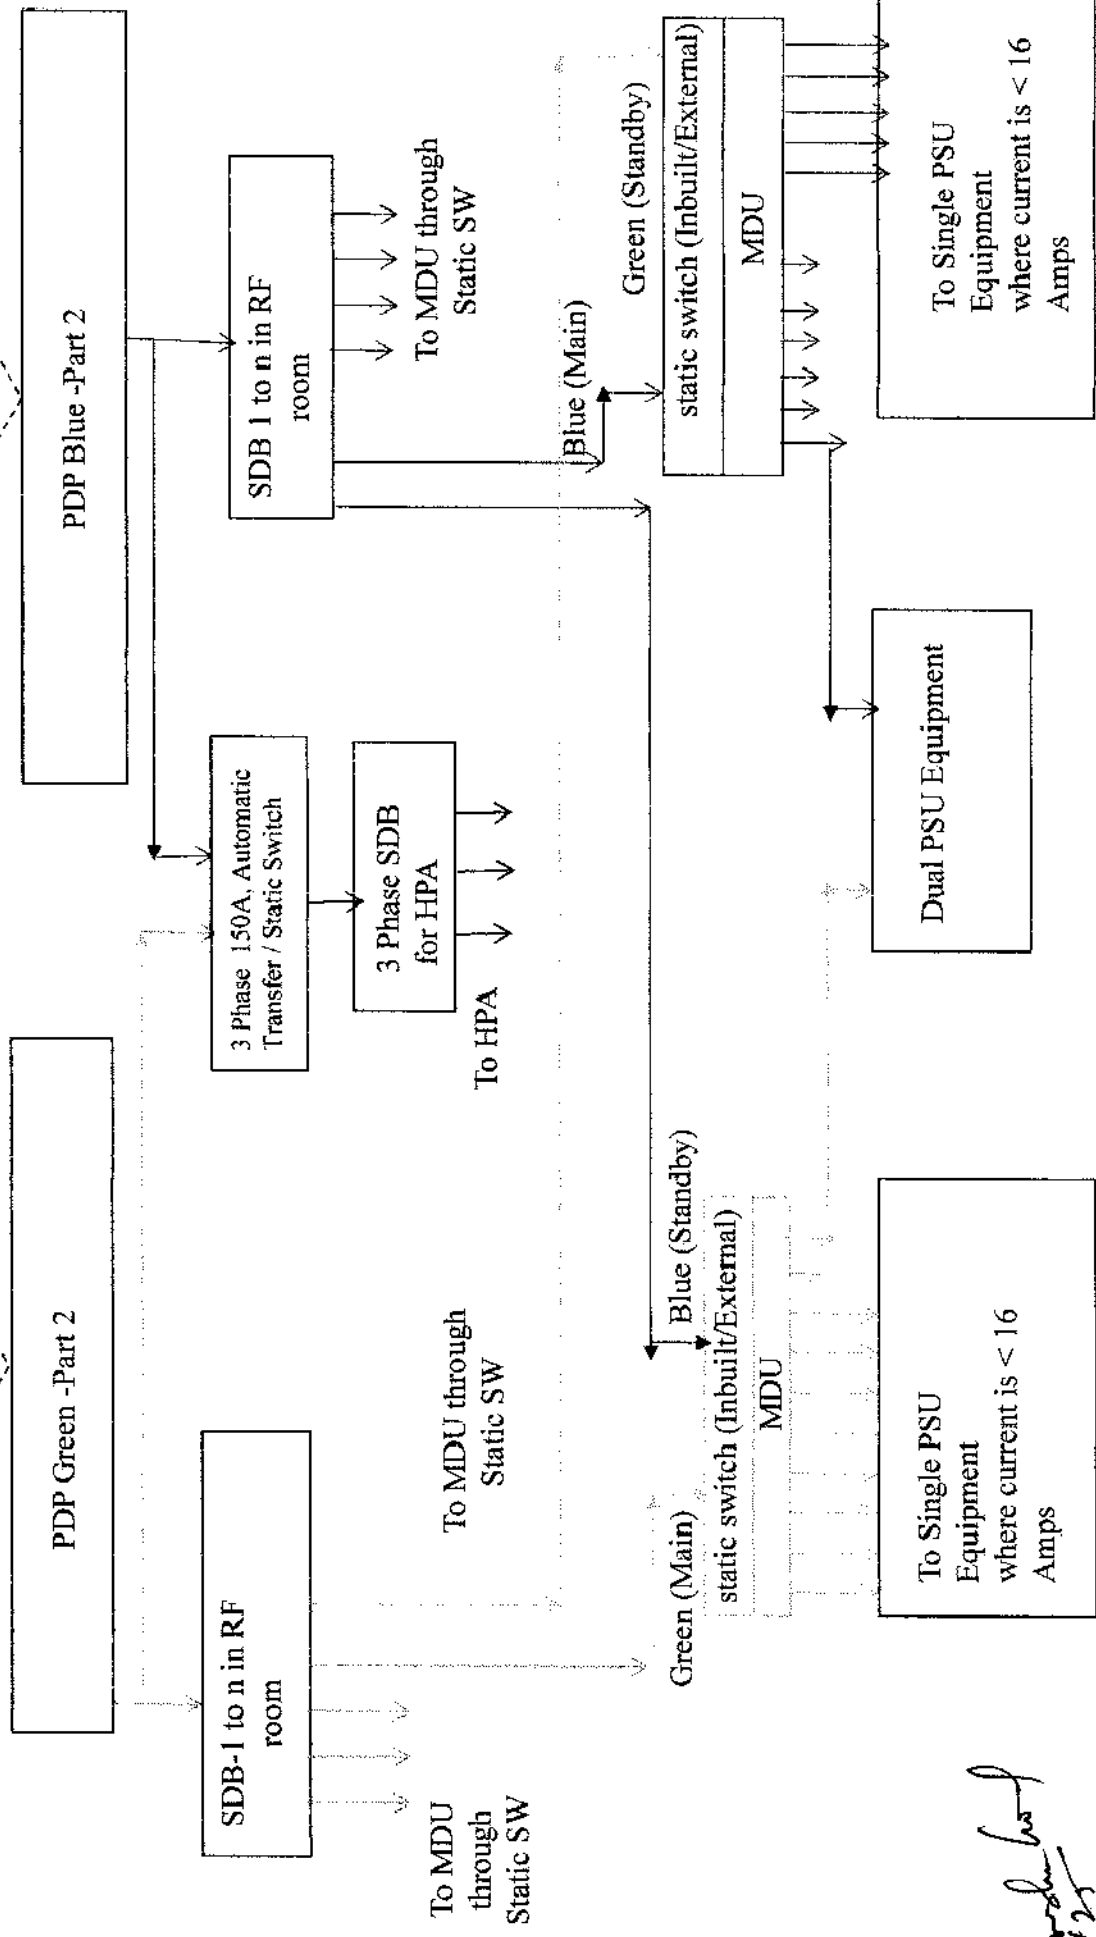 PDP Green -Part 2
PDP Blue -Part 2
SDB-1 to n in RF
room
3 Phase 150A, Automatic
Transfer / Static Switch
SDB 1 to n in RF
room
3 Phase SDB
for HPA
To HPA
To MDU
through
Static SW
To MDU through
Static SW
To MDU through
Static SW
Green (Main)
Blue (Standby)
Blue (Main)
Green (Standby)
static switch (Inbuilt/External)
MDU
static switch (Inbuilt/External)
MDU
To Single PSU
Equipment
where current is < 16
Amps
Dual PSU Equipment
To Single PSU
Equipment
where current is < 16
Amps